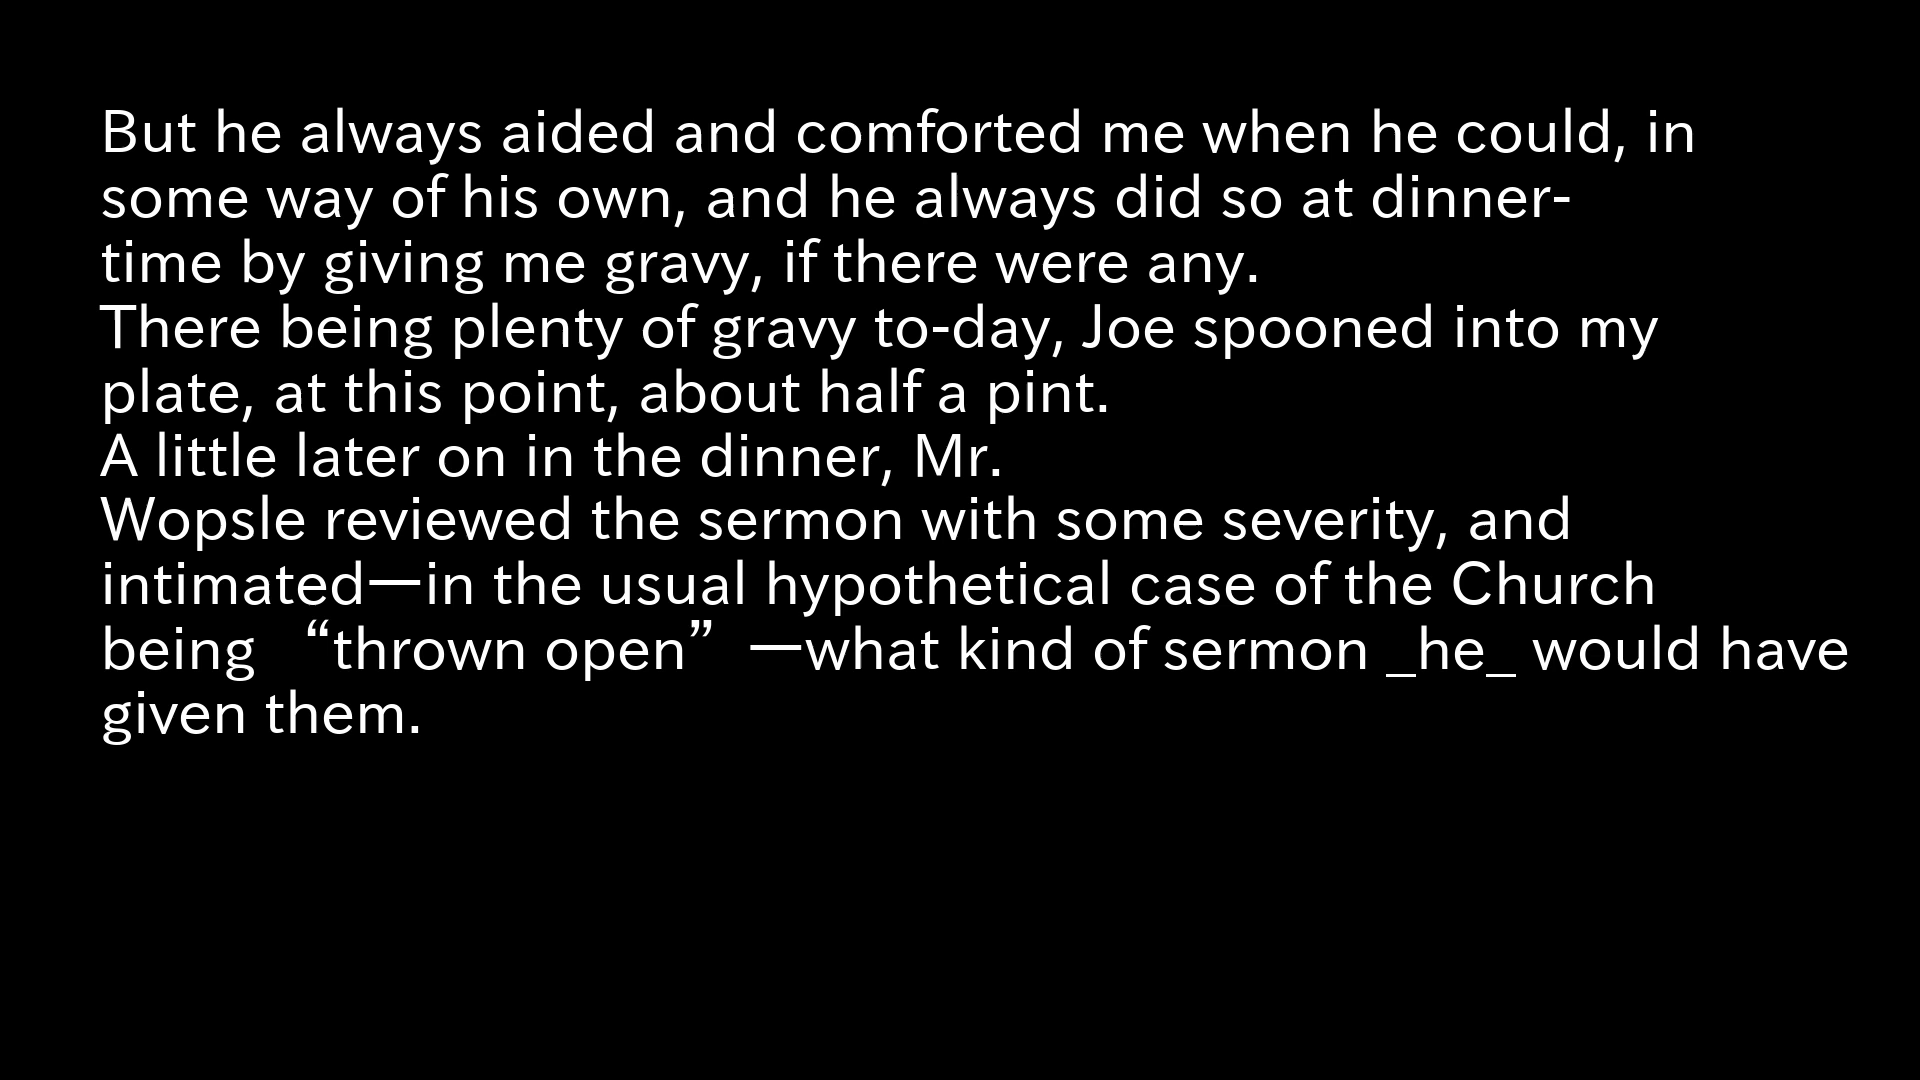 But he always aided and comforted me when he could, in
some way of his own, and he always did so at dinner-
time by giving me gravy, if there were any.
There being plenty of gravy to-day, Joe spooned into my
plate, at this point, about half a pint.
A little later on in the dinner, Mr.
Wopsle reviewed the sermon with some severity, and
intimated—in the usual hypothetical case of the Church
being “thrown open”—what kind of sermon _he_ would have
given them.